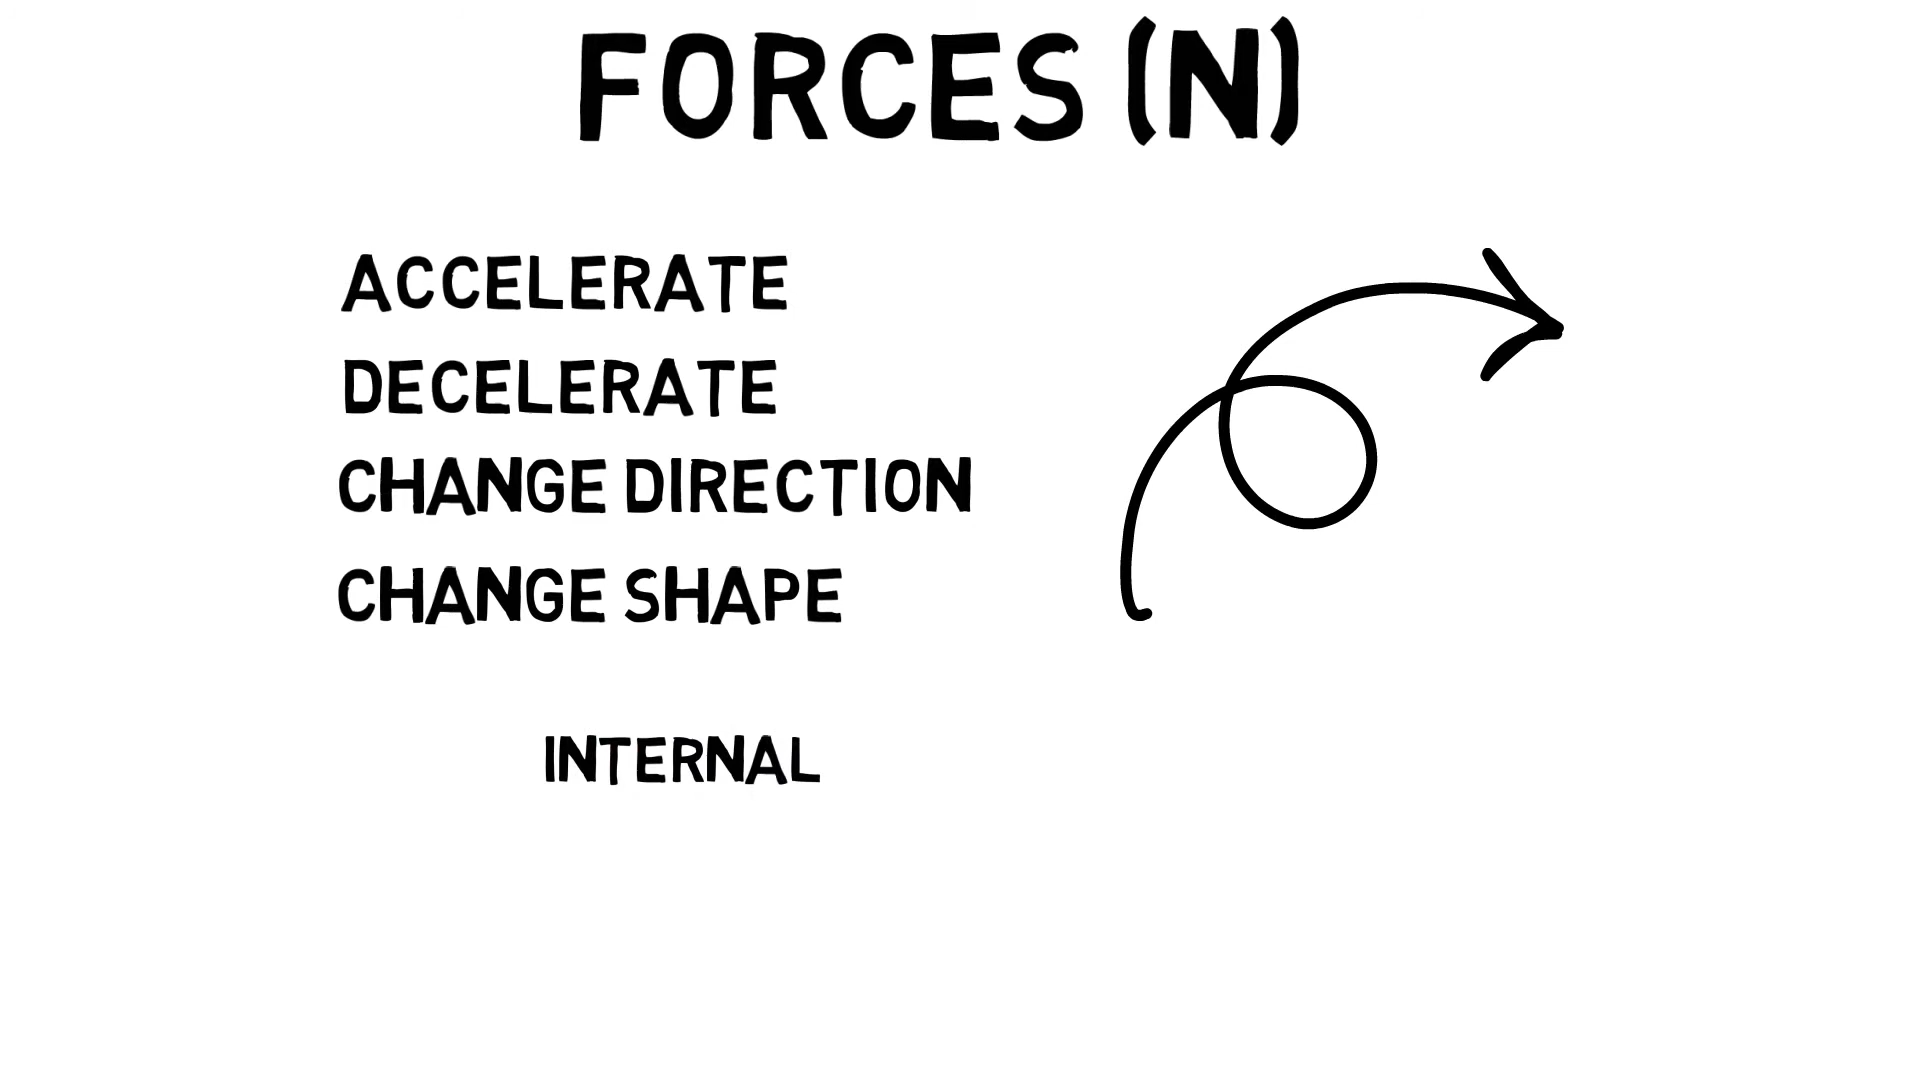 FORCES (N)
ACCELERATE
DECELERATE
CHANGE DIRECTION
CHANGE SHAPE
INTERNAL